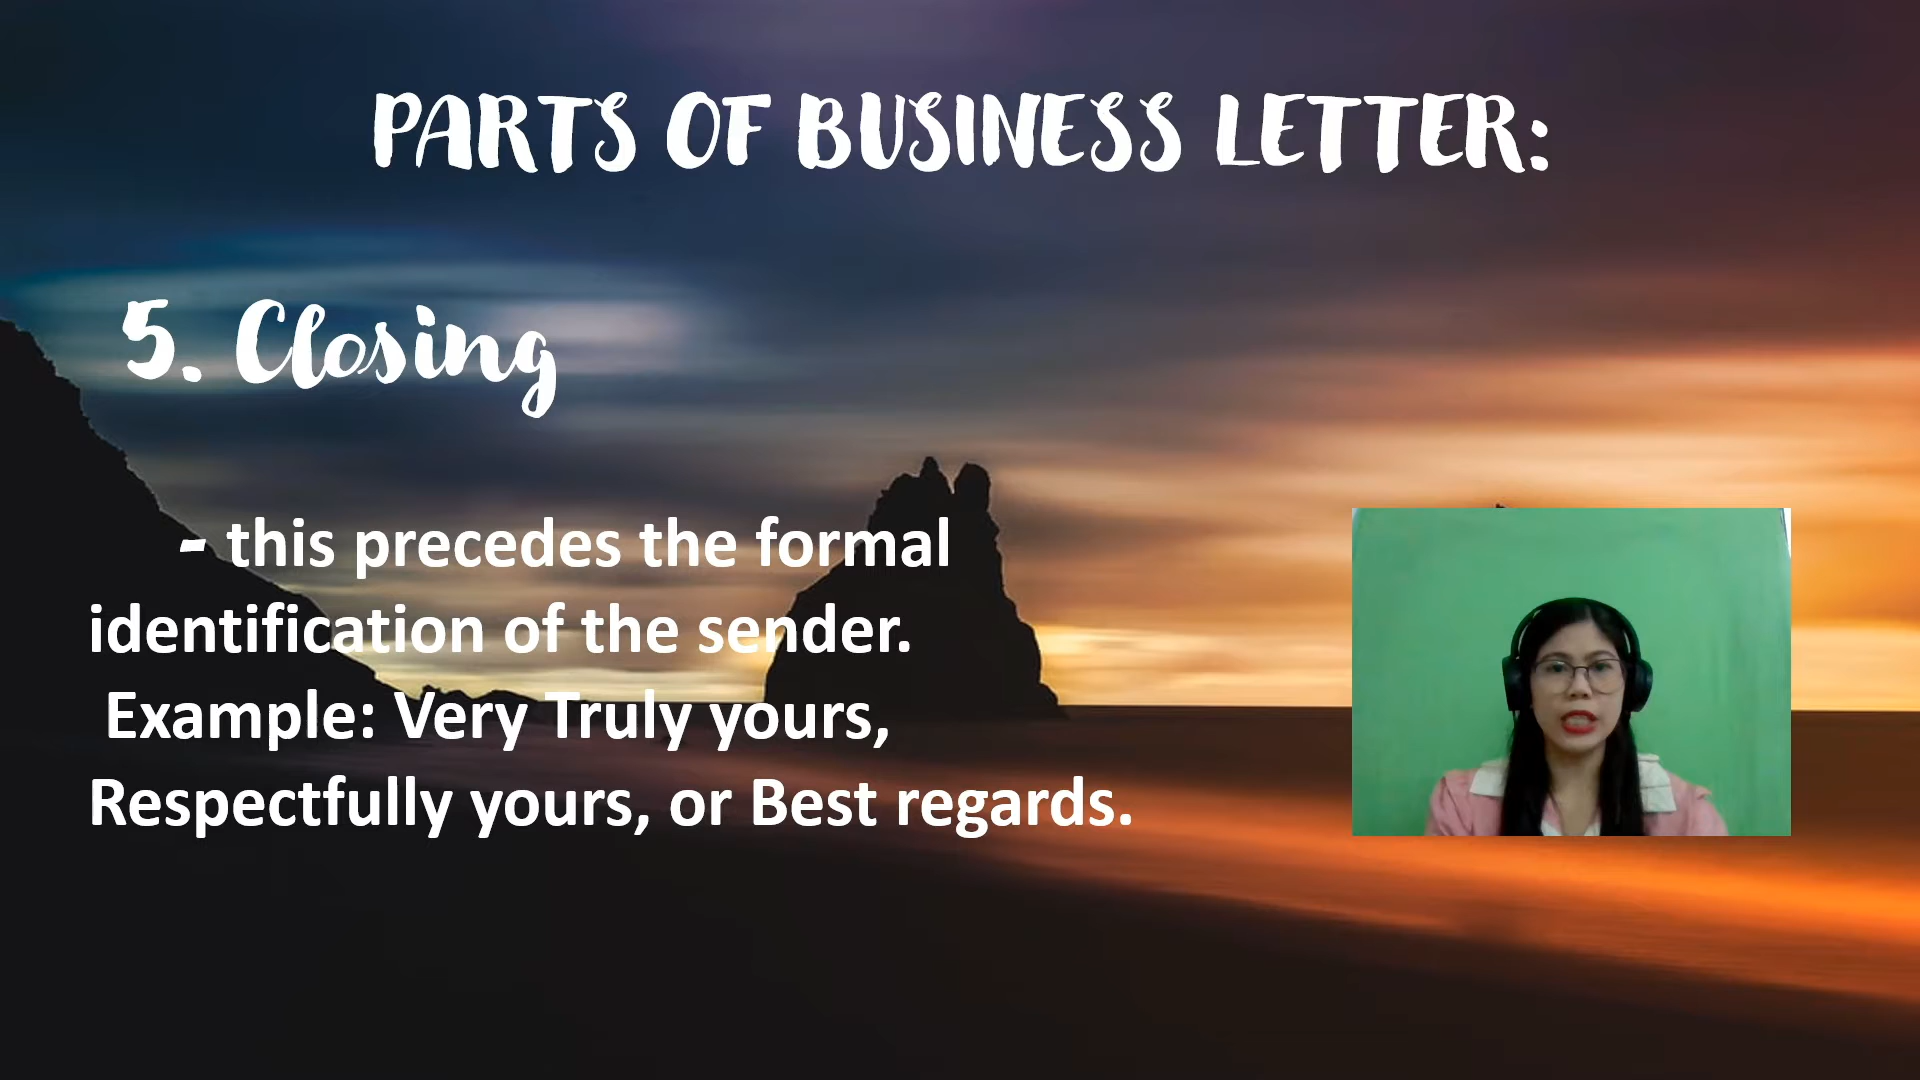 PARTS OF BUSINESS LETTER:
5. Closing
- this precedes the formal
identification of the sender.
Example: Very Truly yours,
Respectfully yours, or Best regards.